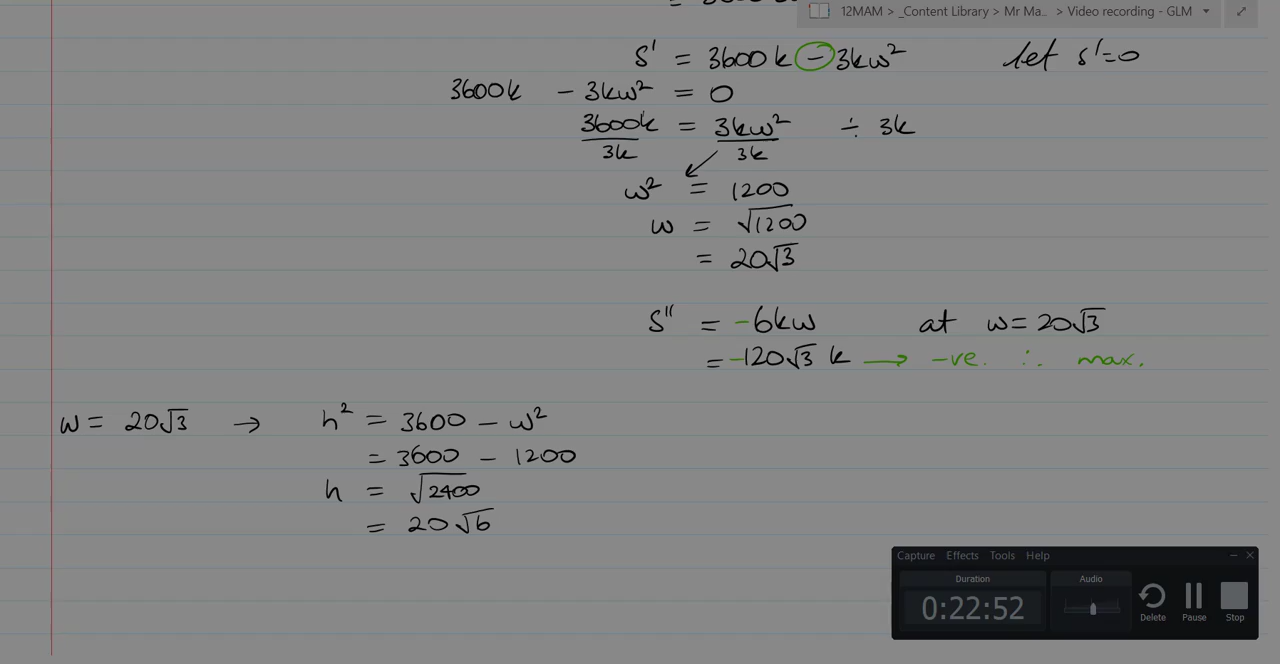 12MAM > _Content Library > Mr Ma... > Video recording - GLM
S' = 3600k - 3kw² let s'=0
3600k - 3kw² = 0
3600k/3k = 3kw²/3k ÷ 3k
w² = 1200
w = √1200
= 20√3
S'' = -6kw at w = 20√3
= -120√3 k → -ve. ∴ max.
w = 20√3 → h² = 3600 - w²
= 3600 - 1200
h = √2400
= 20√6
Capture Effects Tools Help
Duration Audio
0:22:52
Delete Pause Stop